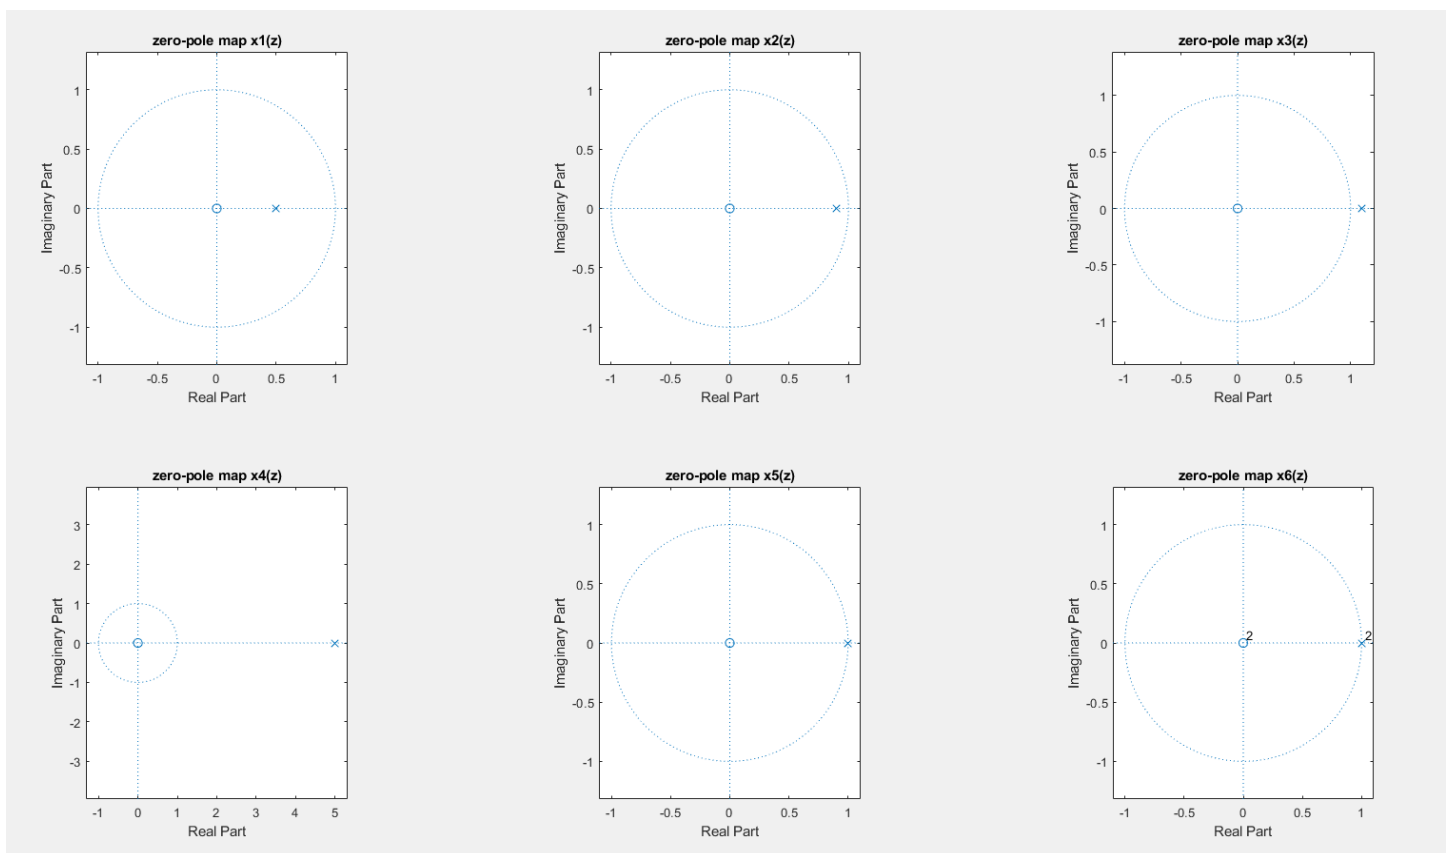 zero-pole map x1(z)
1
0.5
0
-0.5
-1
Imaginary Part
-1 -0.5 0 0.5 1
Real Part
zero-pole map x2(z)
1
0.5
0
-0.5
-1
Imaginary Part
-1 -0.5 0 0.5 1
Real Part
zero-pole map x3(z)
1
0.5
0
-0.5
-1
Imaginary Part
-1 -0.5 0 0.5 1
Real Part
zero-pole map x4(z)
3
2
1
0
-1
-2
-3
Imaginary Part
-1 0 1 2 3 4 5
Real Part
zero-pole map x5(z)
1
0.5
0
-0.5
-1
Imaginary Part
-1 -0.5 0 0.5 1
Real Part
zero-pole map x6(z)
1
0.5
0
-0.5
-1
Imaginary Part
2 2
-1 -0.5 0 0.5 1
Real Part